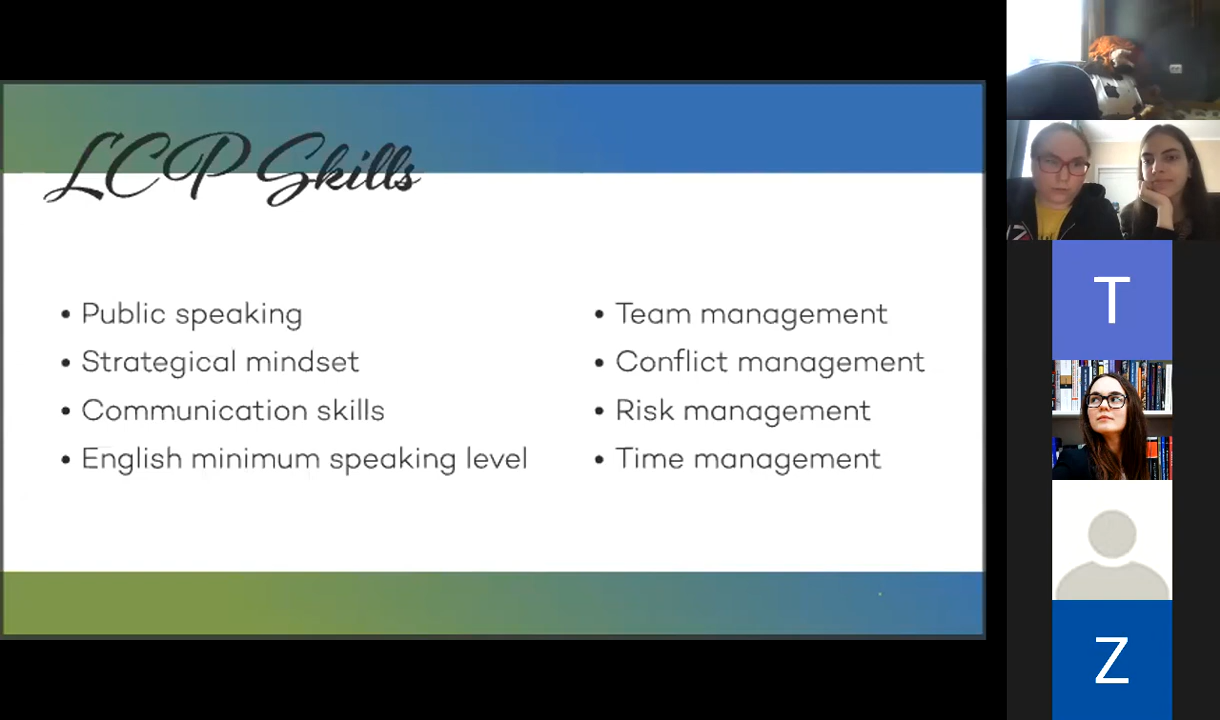 LCP Skills
• Public speaking
• Strategical mindset
• Communication skills
• English minimum speaking level
• Team management
• Conflict management
• Risk management
• Time management
T
Z